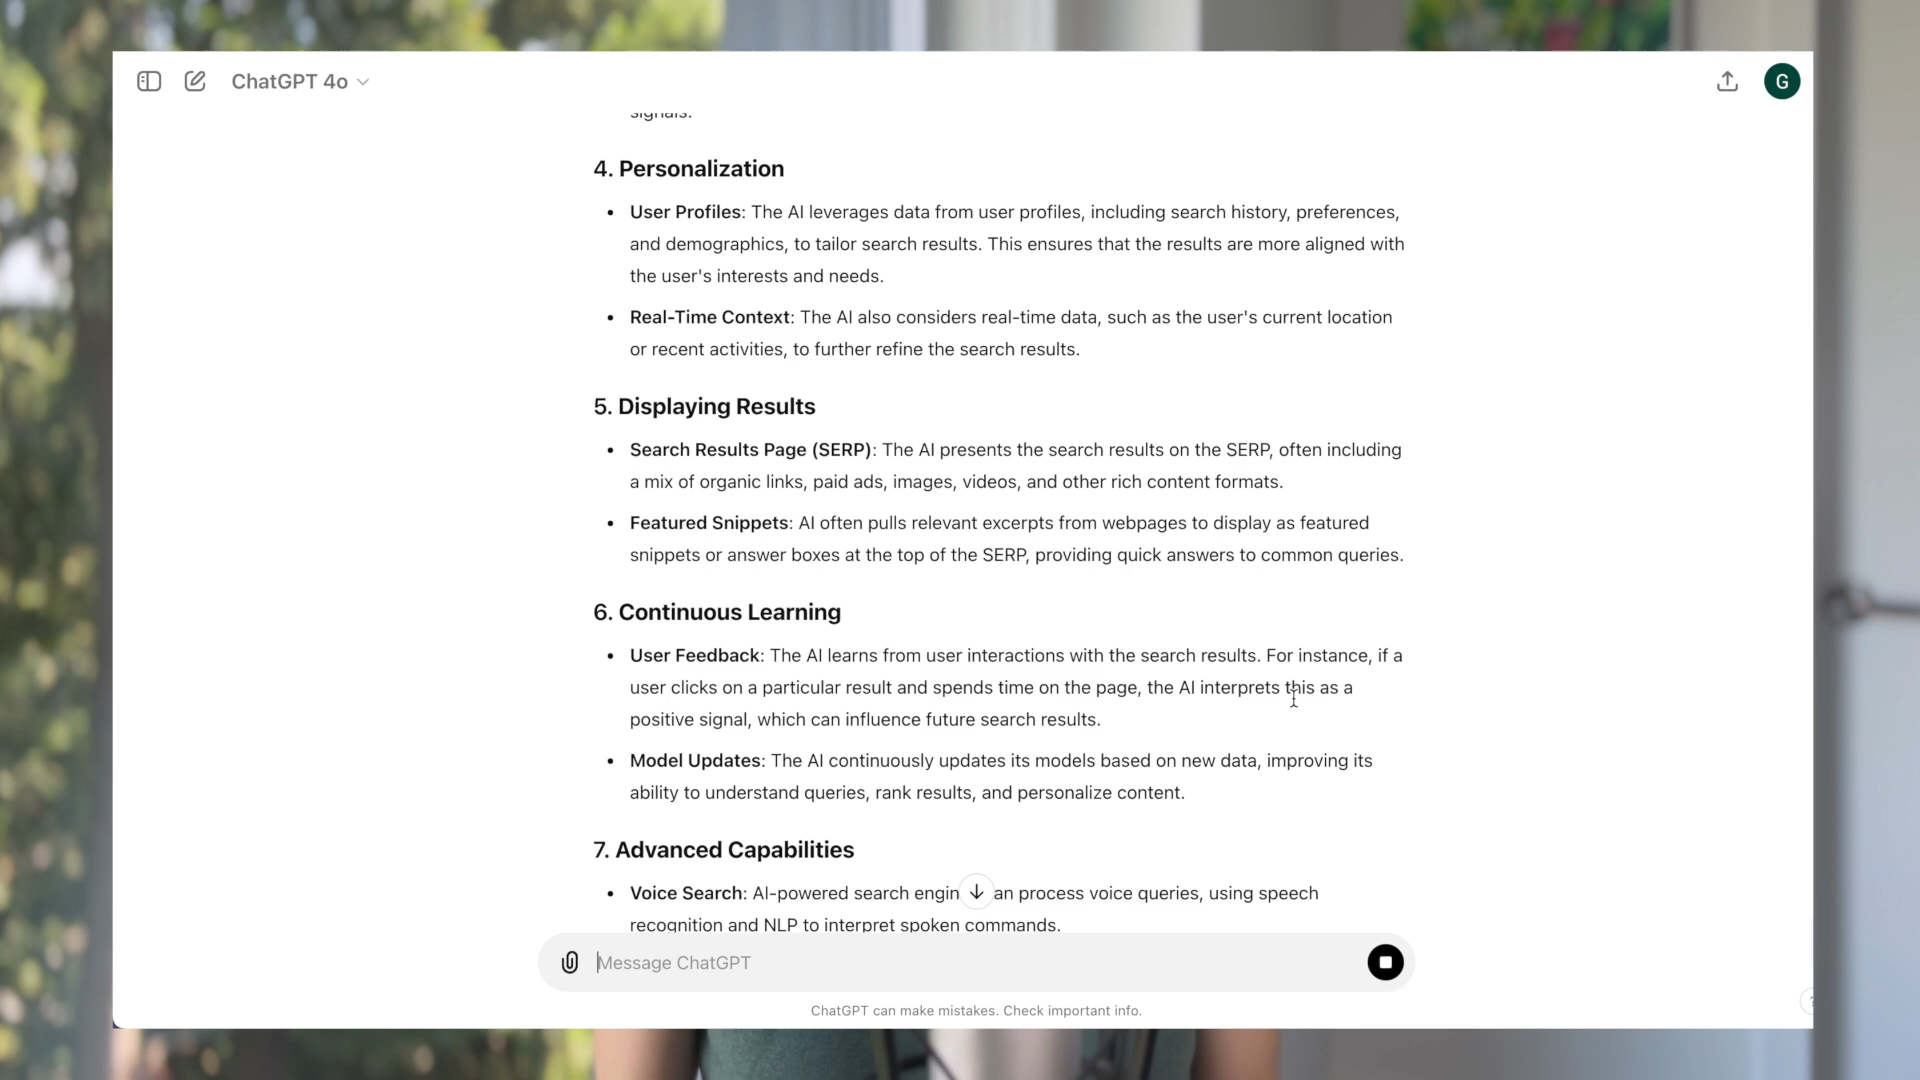 ChatGPT 4o
G
signals.
4. Personalization
• User Profiles: The AI leverages data from user profiles, including search history, preferences,
and demographics, to tailor search results. This ensures that the results are more aligned with
the user's interests and needs.
• Real-Time Context: The AI also considers real-time data, such as the user's current location
or recent activities, to further refine the search results.
5. Displaying Results
• Search Results Page (SERP): The AI presents the search results on the SERP, often including
a mix of organic links, paid ads, images, videos, and other rich content formats.
• Featured Snippets: AI often pulls relevant excerpts from webpages to display as featured
snippets or answer boxes at the top of the SERP, providing quick answers to common queries.
6. Continuous Learning
• User Feedback: The AI learns from user interactions with the search results. For instance, if a
user clicks on a particular result and spends time on the page, the AI interprets this as a
positive signal, which can influence future search results.
• Model Updates: The AI continuously updates its models based on new data, improving its
ability to understand queries, rank results, and personalize content.
7. Advanced Capabilities
• Voice Search: AI-powered search engin an process voice queries, using speech
recognition and NLP to interpret spoken commands.
Message ChatGPT
ChatGPT can make mistakes. Check important info.